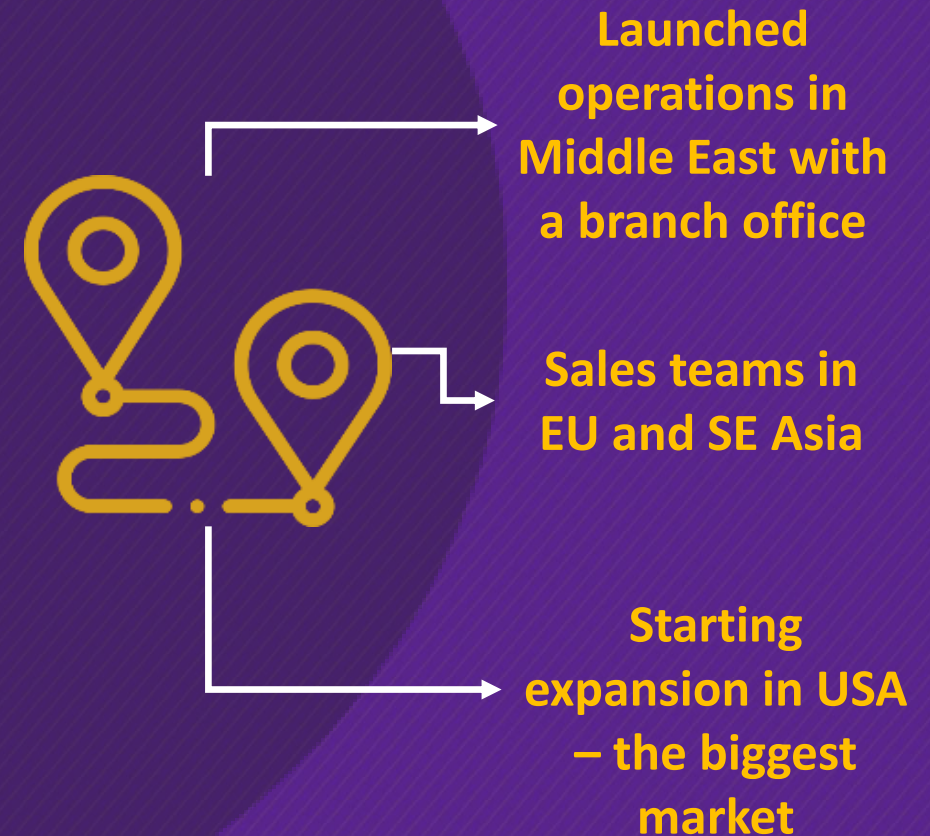 Launched
operations in
Middle East with
a branch office
Sales teams in
EU and SE Asia
Starting
expansion in USA
– the biggest
market